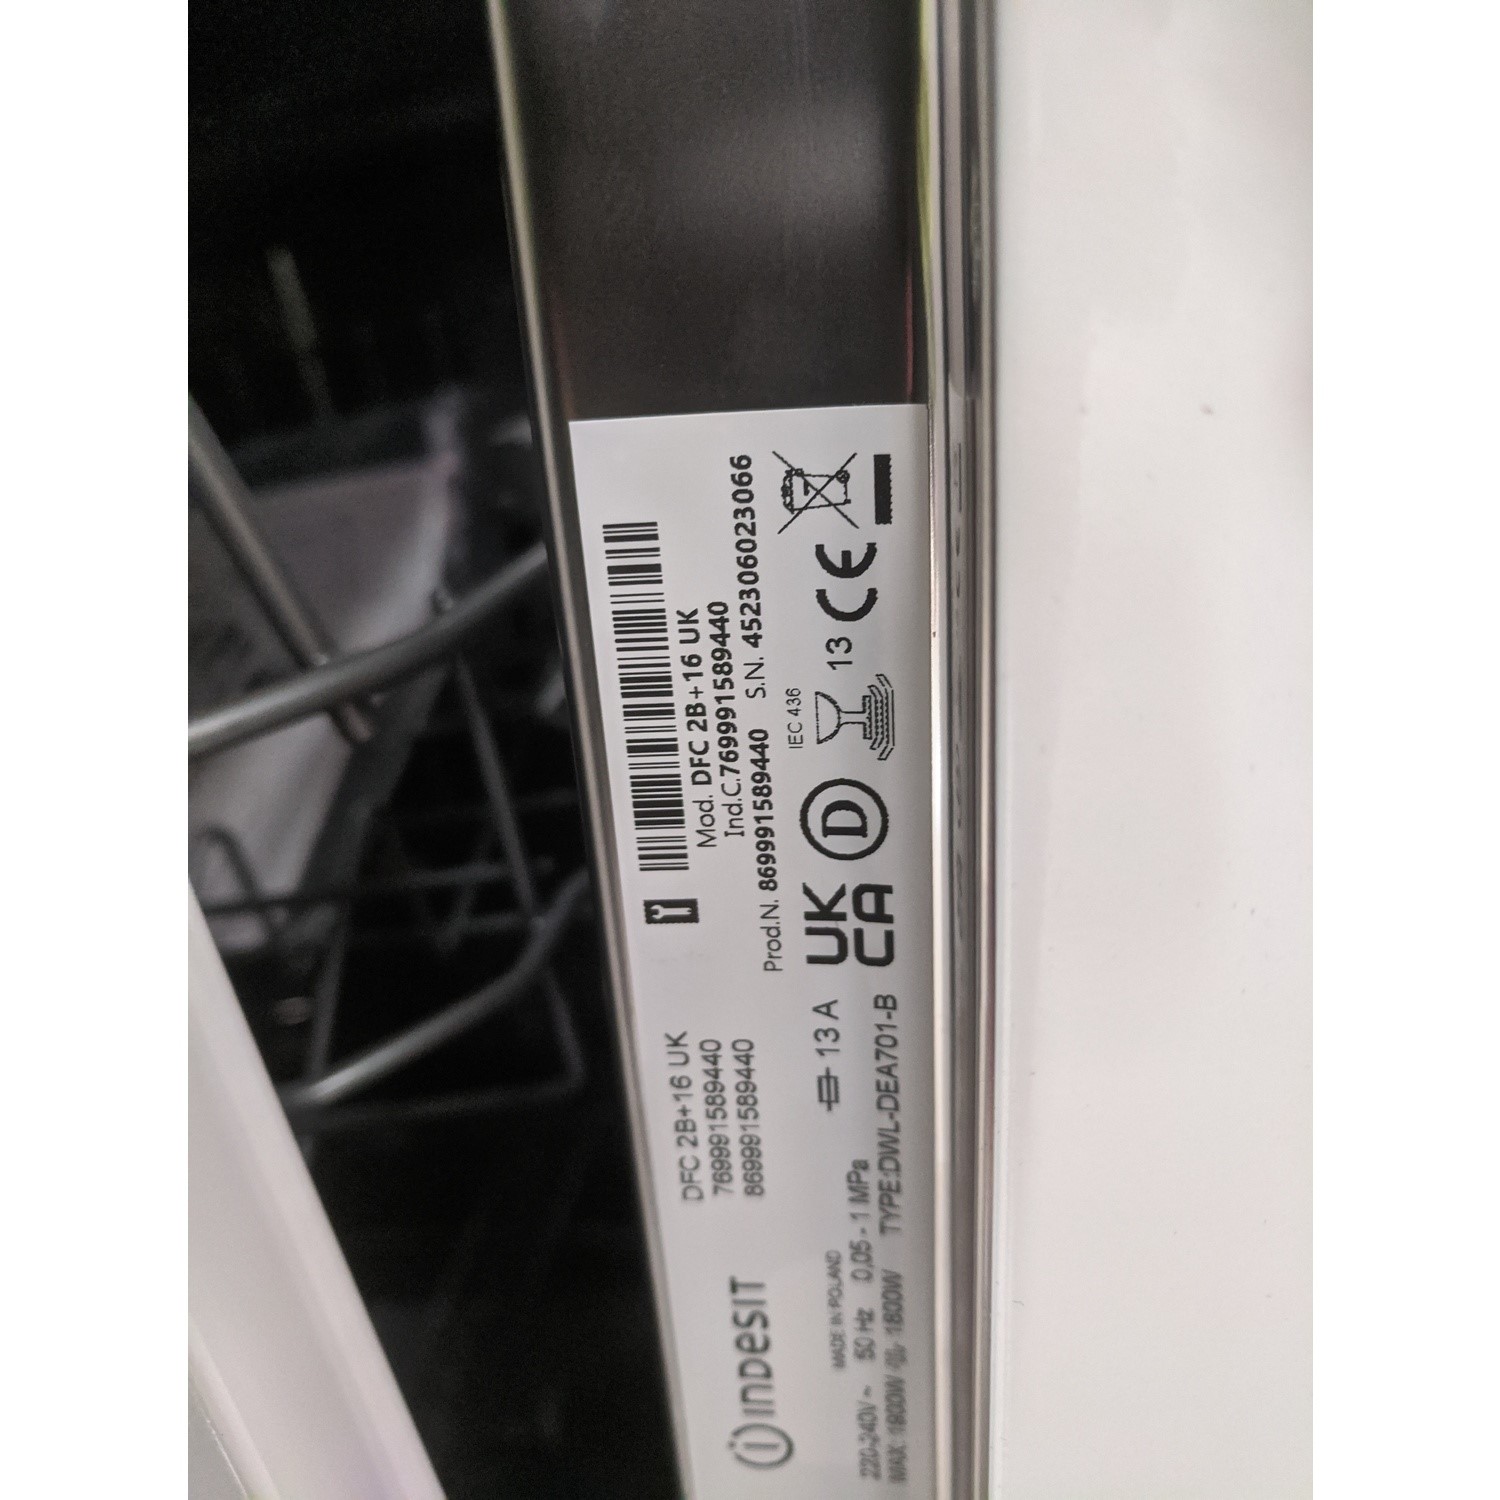 INDESIT
DFC 2B+16 UK
769991589440
869991589440
Mod. DFC 2B+16 UK
Ind.C.769991589440
Prod.N. 869991589440 S.N. 452306023066
MADE IN POLAND
IEC 436
220-240V~ 50 Hz 0,05 - 1 MPa 13 A
UK
CA
D
13
CE
MAX 1900W 1800W TYPE:DWL-DEA701-B